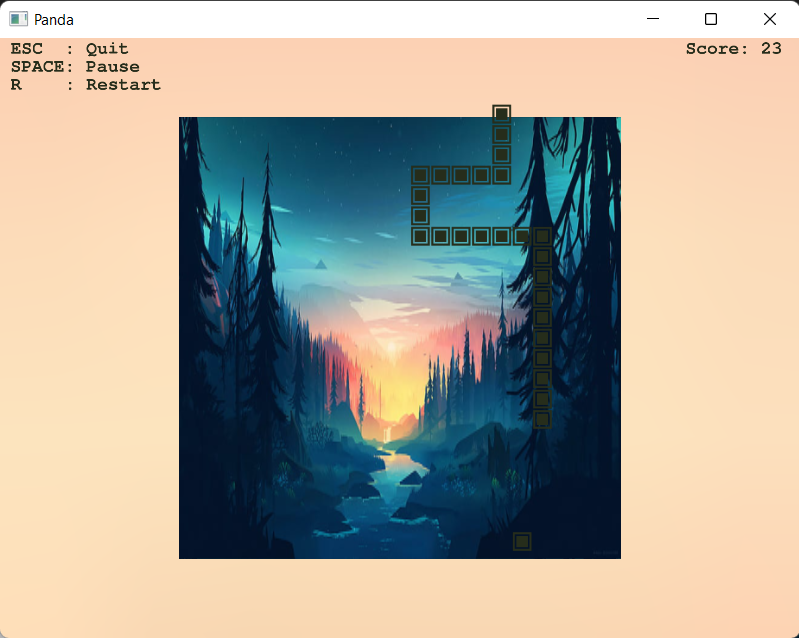 Panda
ESC   : Quit
SPACE: Pause
R    : Restart
Score: 23